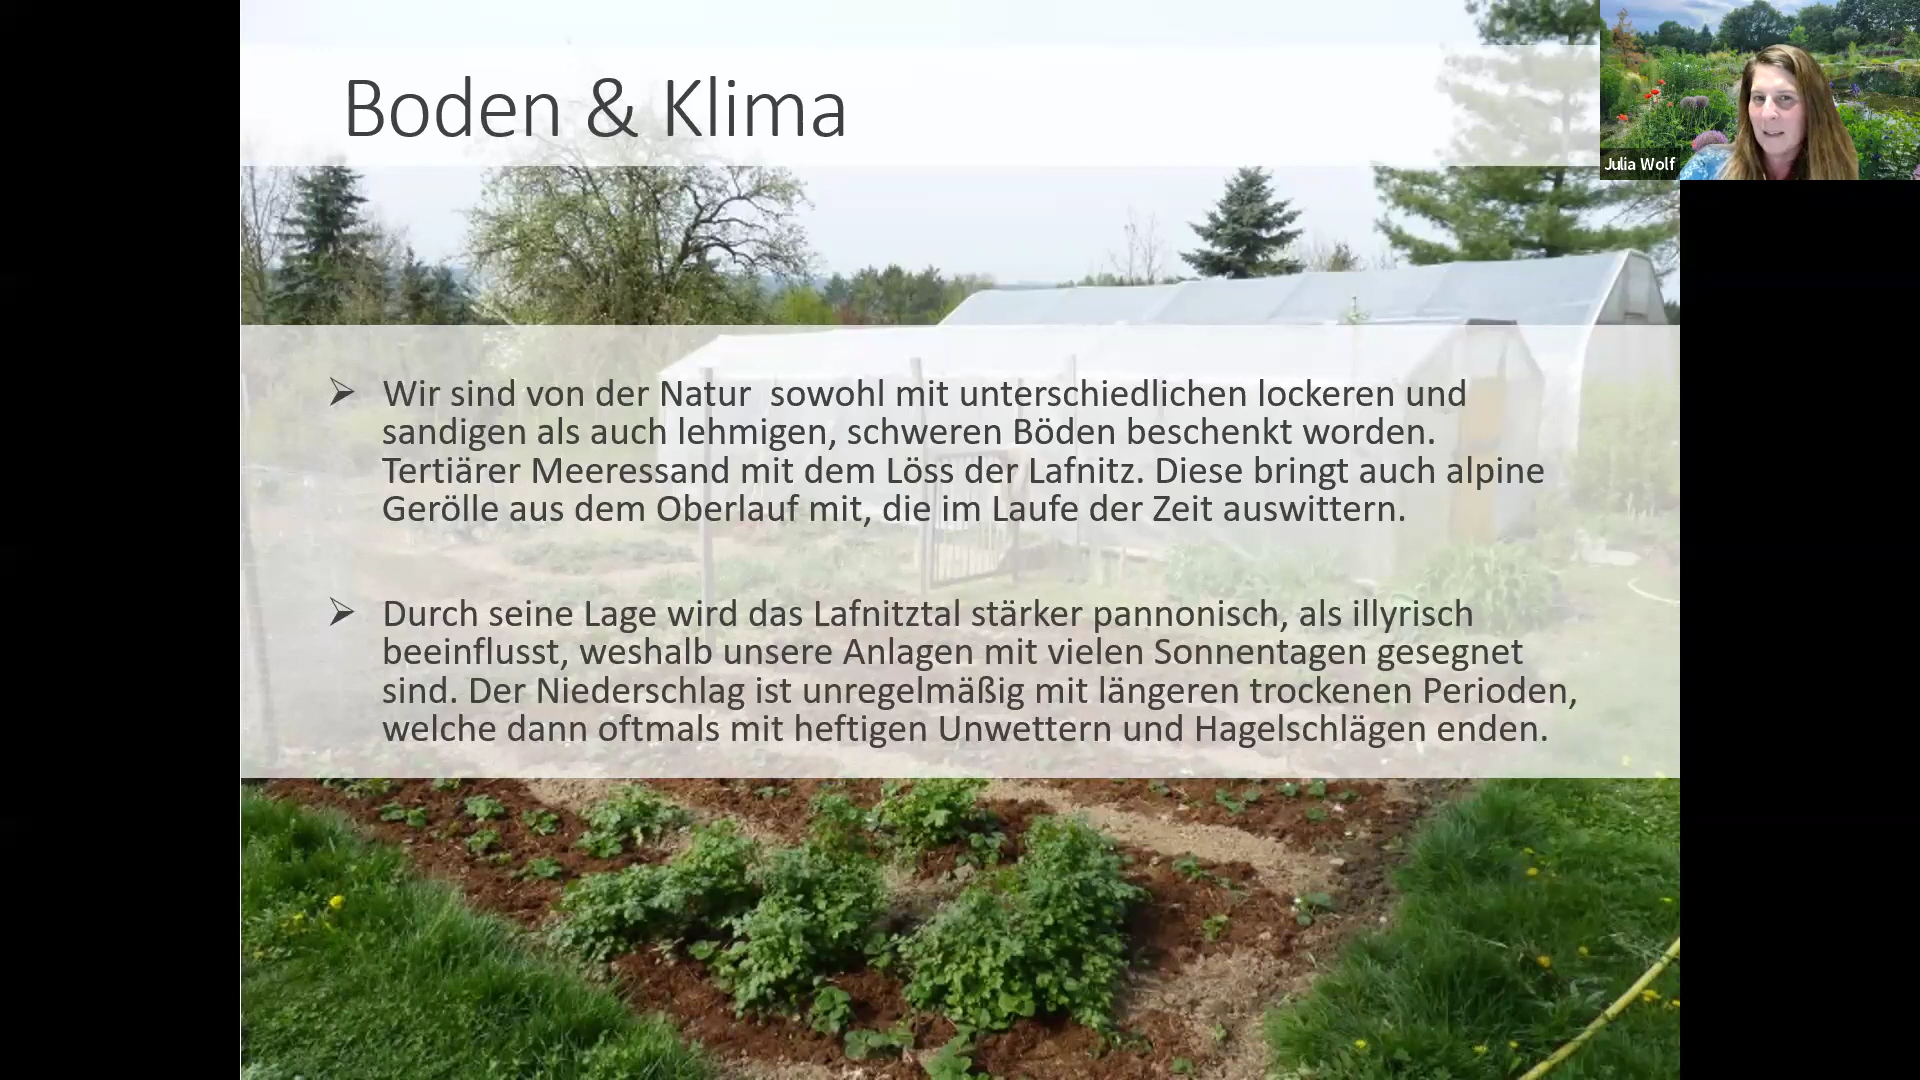 Boden & Klima
Julia Wolf
Wir sind von der Natur  sowohl mit unterschiedlichen lockeren und
sandigen als auch lehmigen, schweren Böden beschenkt worden.
Tertiärer Meeressand mit dem Löss der Lafnitz. Diese bringt auch alpine
Gerölle aus dem Oberlauf mit, die im Laufe der Zeit auswittern.
Durch seine Lage wird das Lafnitztal stärker pannonisch, als illyrisch
beeinflusst, weshalb unsere Anlagen mit vielen Sonnentagen gesegnet
sind. Der Niederschlag ist unregelmäßig mit längeren trockenen Perioden,
welche dann oftmals mit heftigen Unwettern und Hagelschlägen enden.